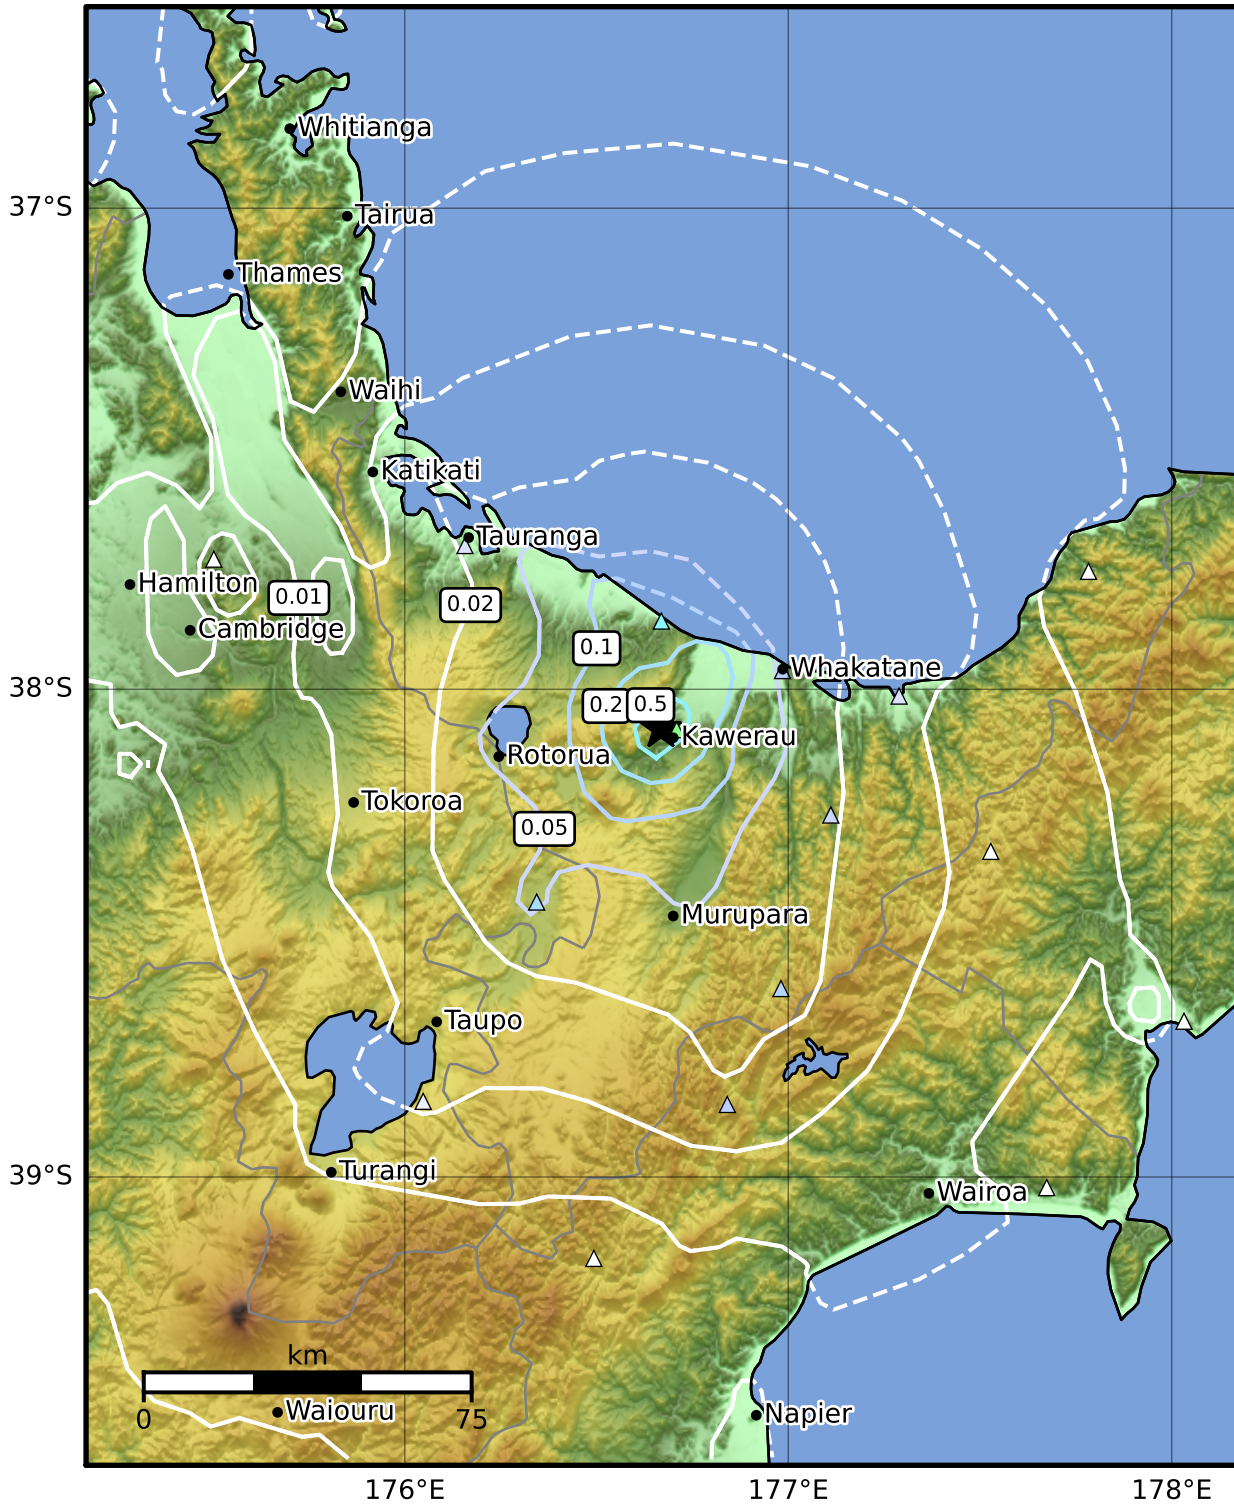 Whitianga
37°S
Tairua
Thames
Waihi
Katikati
Tauranga
Hamilton
0.01
0.02
Cambridge
0.1
Whakatane
38°S
0.2
0.5
Kawerau
Rotorua
Tokoroa
0.05
Murupara
Taupo
39°S
Turangi
Wairoa
km
0
75
Waiouru
Napier
176°E
177°E
178°E